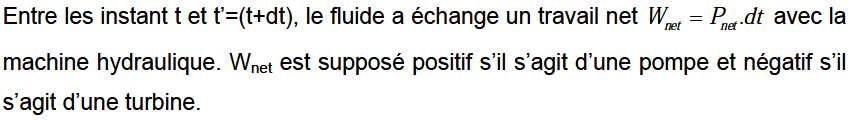 Entre les instant t et t’=(t+dt), le fluide a échange un travail net W_net = P_net.dt avec la
machine hydraulique. W_net est supposé positif s’il s’agit d’une pompe et négatif s’il
s’agit d’une turbine.